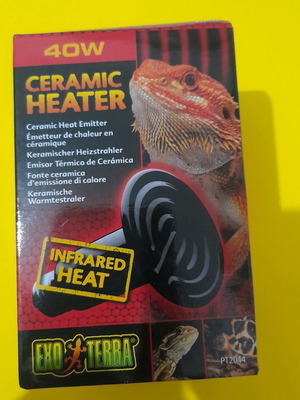 40W
CERAMIC
HEATER
Ceramic Heat Emitter
Émetteur de chaleur en
céramique
Keramischer Heizstrahler
Emisor Térmico de Cerámica
Fonte ceramica
d'emissione di calore
Keramische
Warmtestraler
INFRARED
HEAT
EXO TERRA
PT2044